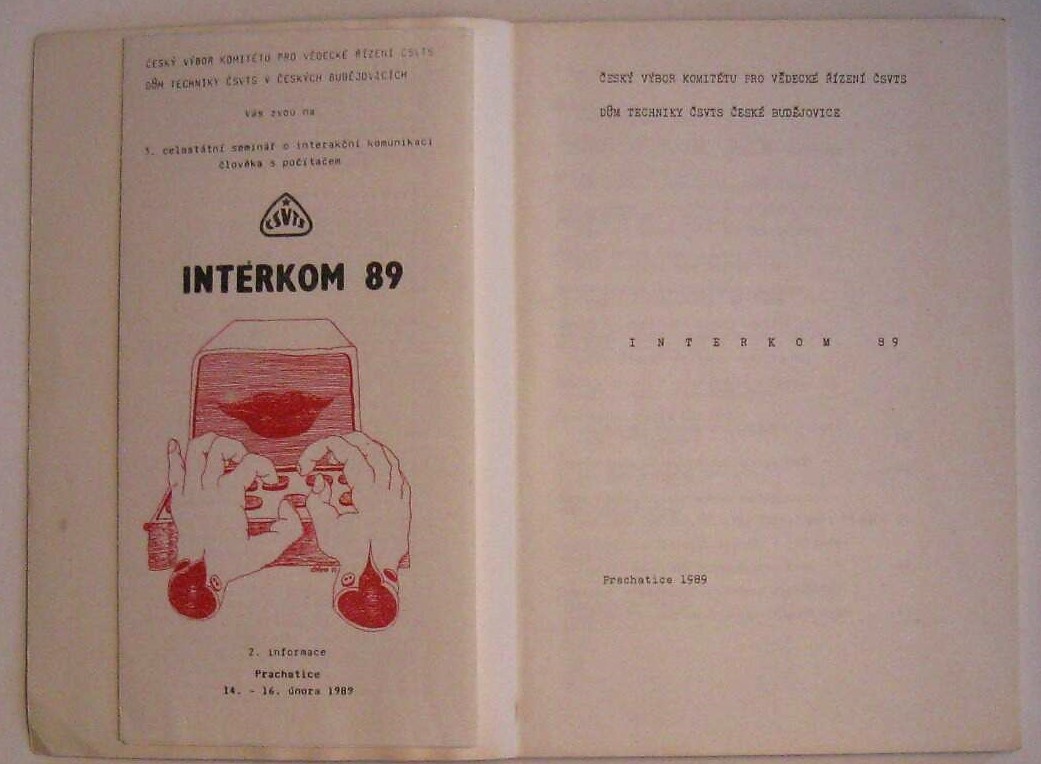 ČESKÝ VÝBOR KOMITÉTU PRO VĚDECKÉ ŘÍZENÍ ČSVTS
DŮM TECHNIKY ČSVTS V ČESKÝCH BUDĚJOVICÍCH
Vás zvou na
celostátní seminář o interakční komunikaci
člověka s počítačem
ČSVTS
INTERKOM 89
2. informace
Prachatice
14. - 16. února 1989
ČESKÝ VÝBOR KOMITÉTU PRO VĚDECKÉ ŘÍZENÍ ČSVTS
DŮM TECHNIKY ČSVTS ČESKÉ BUDĚJOVICE
I N T E R K O M 89
Prachatice 1989